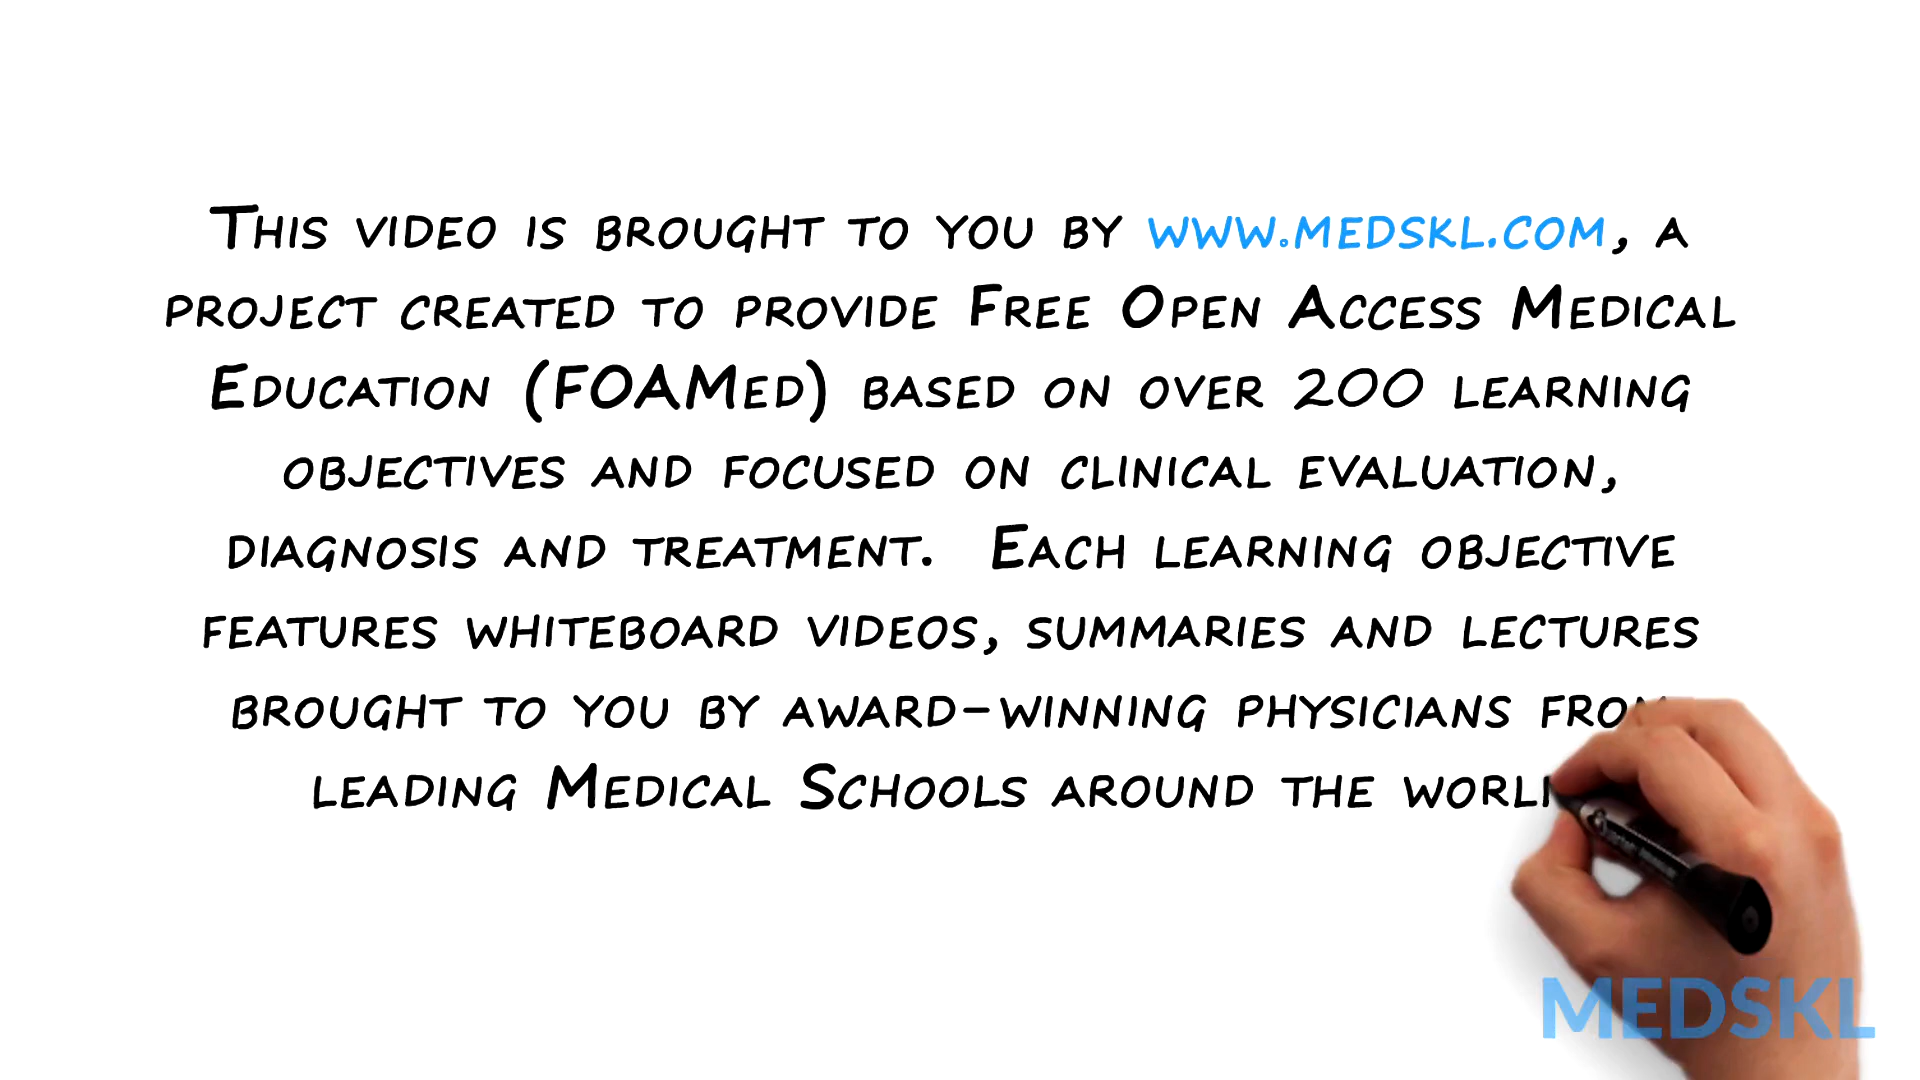 This video is brought to you by www.medskl.com, a
project created to provide Free Open Access Medical
Education (FOAMed) based on over 200 learning
objectives and focused on clinical evaluation,
diagnosis and treatment. Each learning objective
features whiteboard videos, summaries and lectures
brought to you by award-winning physicians
leading Medical Schools around the
MEDSKL